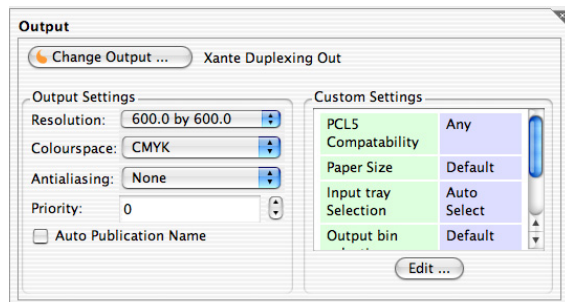 Output
Change Output ... Xante Duplexing Out
Output Settings
Resolution: 600.0 by 600.0
Colourspace: CMYK
Antialiasing: None
Priority: 0
Auto Publication Name
Custom Settings
PCL5 Any
Compatability
Paper Size Default
Input tray Auto
Selection Select
Output bin Default
Edit ...